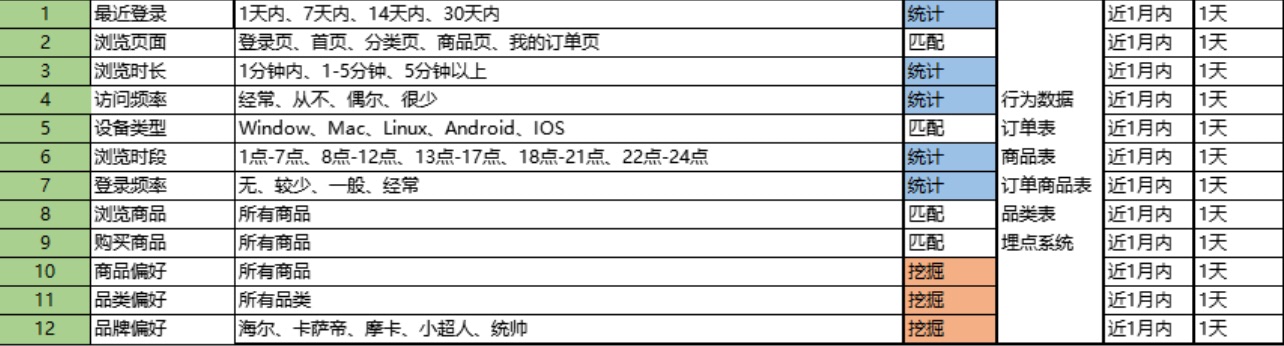 1 最近登录 1天内、7天内、14天内、30天内 统计 近1月内 1天
2 浏览页面 登录页、首页、分类页、商品页、我的订单页 匹配 近1月内 1天
3 浏览时长 1分钟内、1-5分钟、5分钟以上 统计 近1月内 1天
4 访问频率 经常、从不、偶尔、很少 统计 行为数据 近1月内 1天
5 设备类型 Window、Mac、Linux、Android、IOS 匹配 订单表 近1月内 1天
6 浏览时段 1点-7点、8点-12点、13点-17点、18点-21点、22点-24点 统计 商品表 近1月内 1天
7 登录频率 无、较少、一般、经常 统计 订单商品表 近1月内 1天
8 浏览商品 所有商品 匹配 品类表 近1月内 1天
9 购买商品 所有商品 匹配 埋点系统 近1月内 1天
10 商品偏好 所有商品 挖掘 近1月内 1天
11 品类偏好 所有品类 挖掘 近1月内 1天
12 品牌偏好 海尔、卡萨帝、摩卡、小超人、统帅 挖掘 近1月内 1天